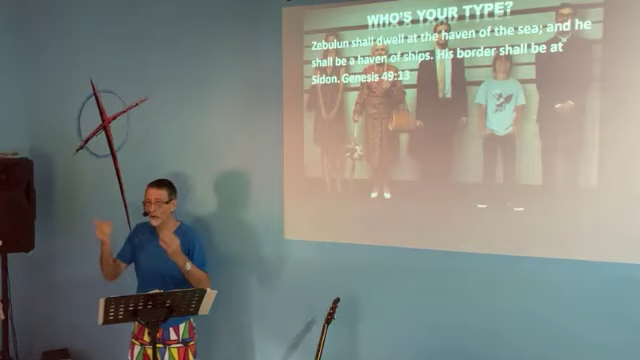 WHO'S YOUR TYPE?
Zebulun shall dwell at the haven of the sea; and he
shall be a haven of ships. His border shall be at
Sidon. Genesis 49:13